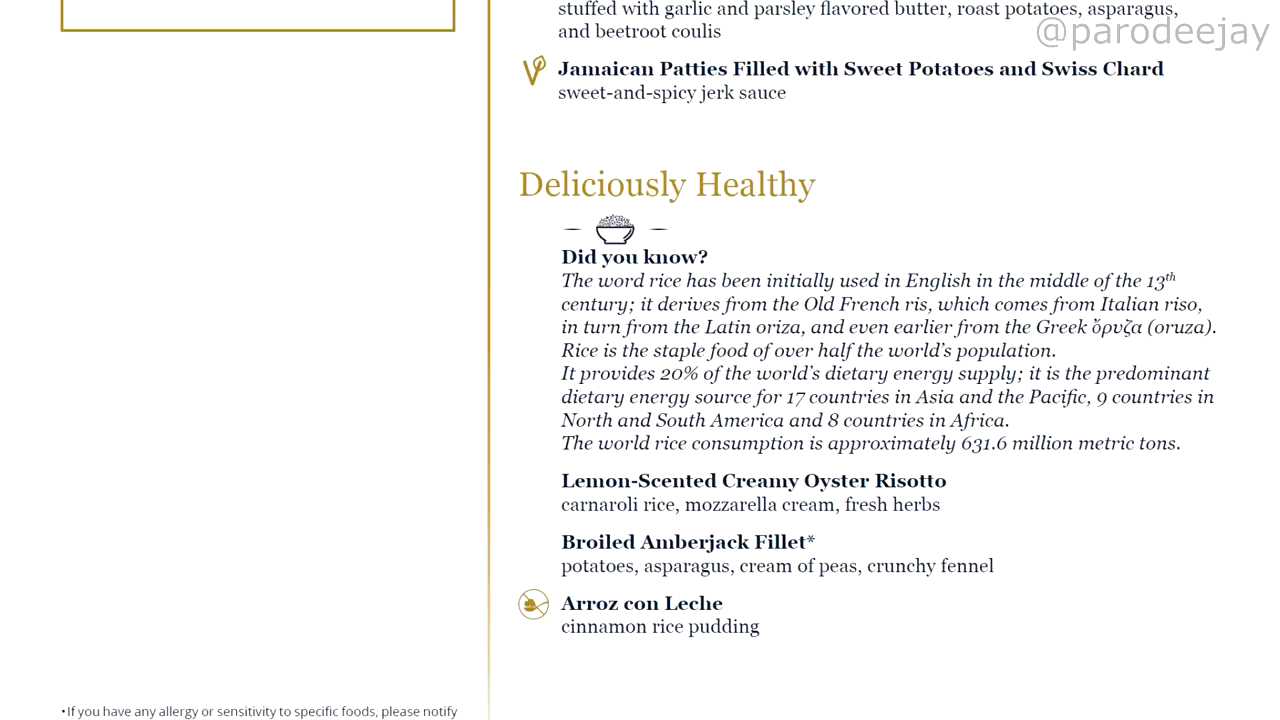 stuffed with garlic and parsley flavored butter, roast potatoes, asparagus,
and beetroot coulis
@parodeejay
Jamaican Patties Filled with Sweet Potatoes and Swiss Chard
sweet-and-spicy jerk sauce
Deliciously Healthy
Did you know?
The word rice has been initially used in English in the middle of the 13th
century; it derives from the Old French ris, which comes from Italian riso,
in turn from the Latin oriza, and even earlier from the Greek ὄρυζα (oruza).
Rice is the staple food of over half the world's population.
It provides 20% of the world's dietary energy supply; it is the predominant
dietary energy source for 17 countries in Asia and the Pacific, 9 countries in
North and South America and 8 countries in Africa.
The world rice consumption is approximately 631.6 million metric tons.
Lemon-Scented Creamy Oyster Risotto
carnaroli rice, mozzarella cream, fresh herbs
Broiled Amberjack Fillet*
potatoes, asparagus, cream of peas, crunchy fennel
Arroz con Leche
cinnamon rice pudding
•If you have any allergy or sensitivity to specific foods, please notify